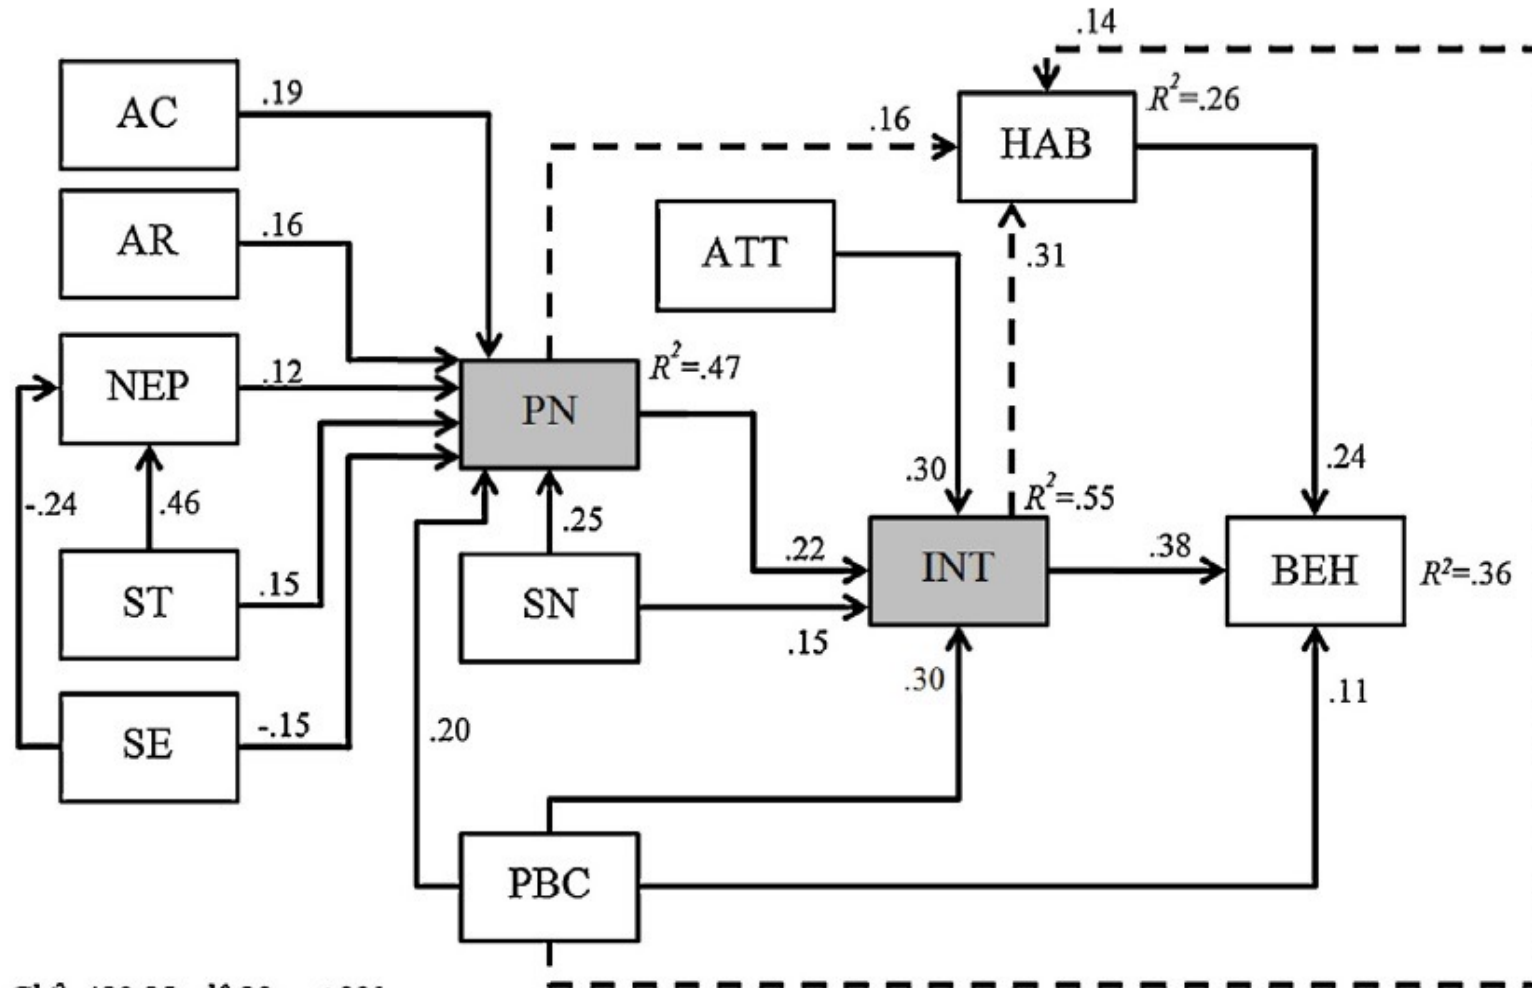 .14
AC
.19
HAB
R²=.26
.16
AR
.16
ATT
.31
NEP
.12
PN
R²=.47
-.24
.46
.30
R²=.55
.24
.25
ST
.15
SN
.22
INT
.38
BEH
R²=.36
.15
SE
-.15
.20
.30
.11
PBC